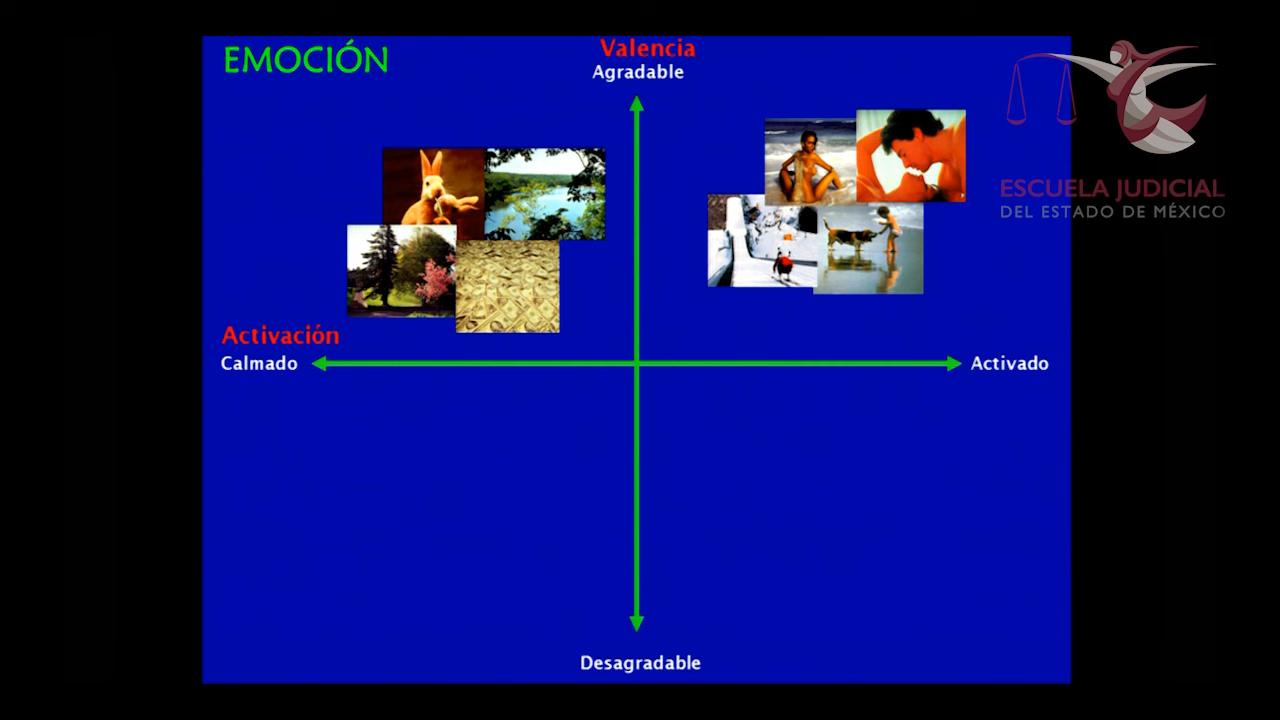 EMOCIÓN
Valencia
Agradable
ESCUELA JUDICIAL
DEL ESTADO DE MÉXICO
Activación
Calmado
Activado
Desagradable